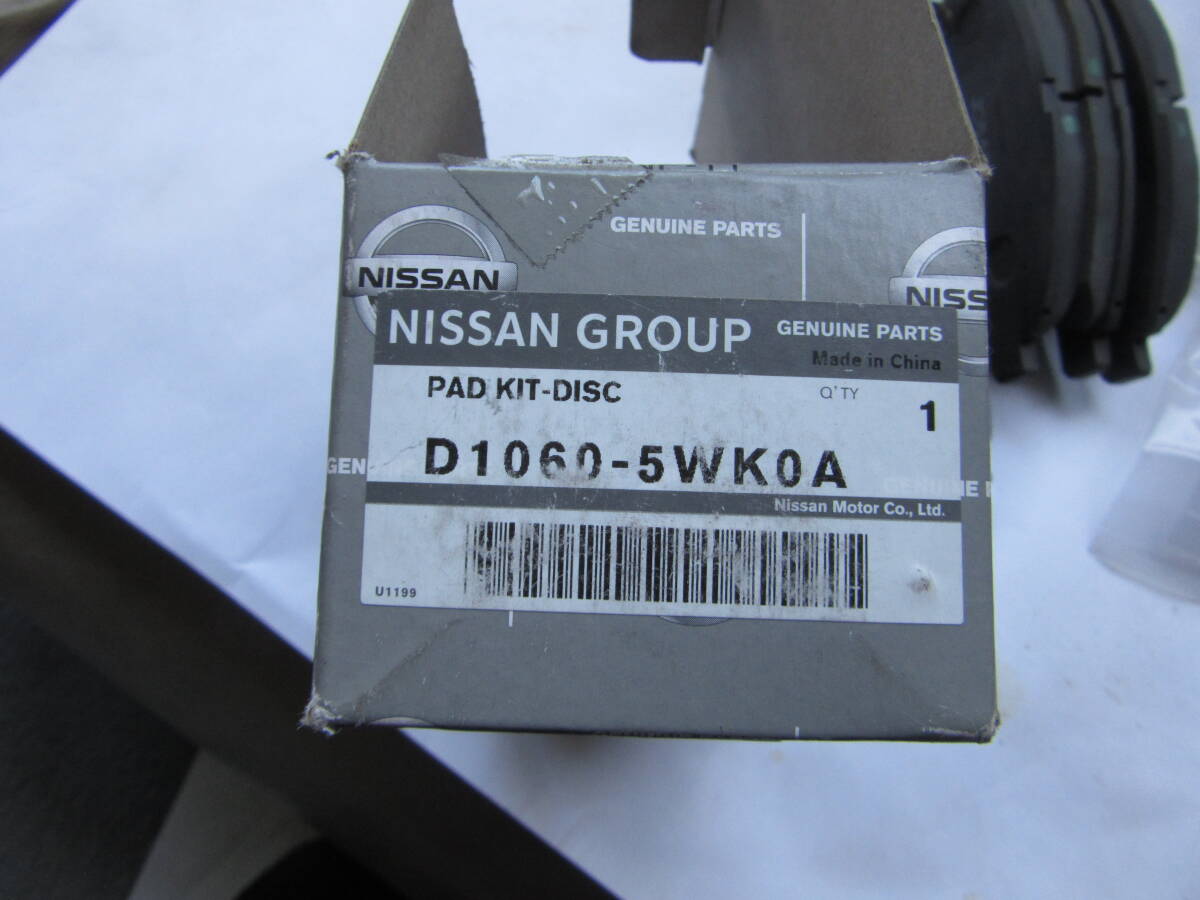 GENUINE PARTS
NISSAN
NISS
NISSAN GROUP GENUINE PARTS
Made in China
PAD KIT-DISC Q'TY 1
D1060-5WK0A
GEN
Nissan Motor Co., Ltd.
U1199